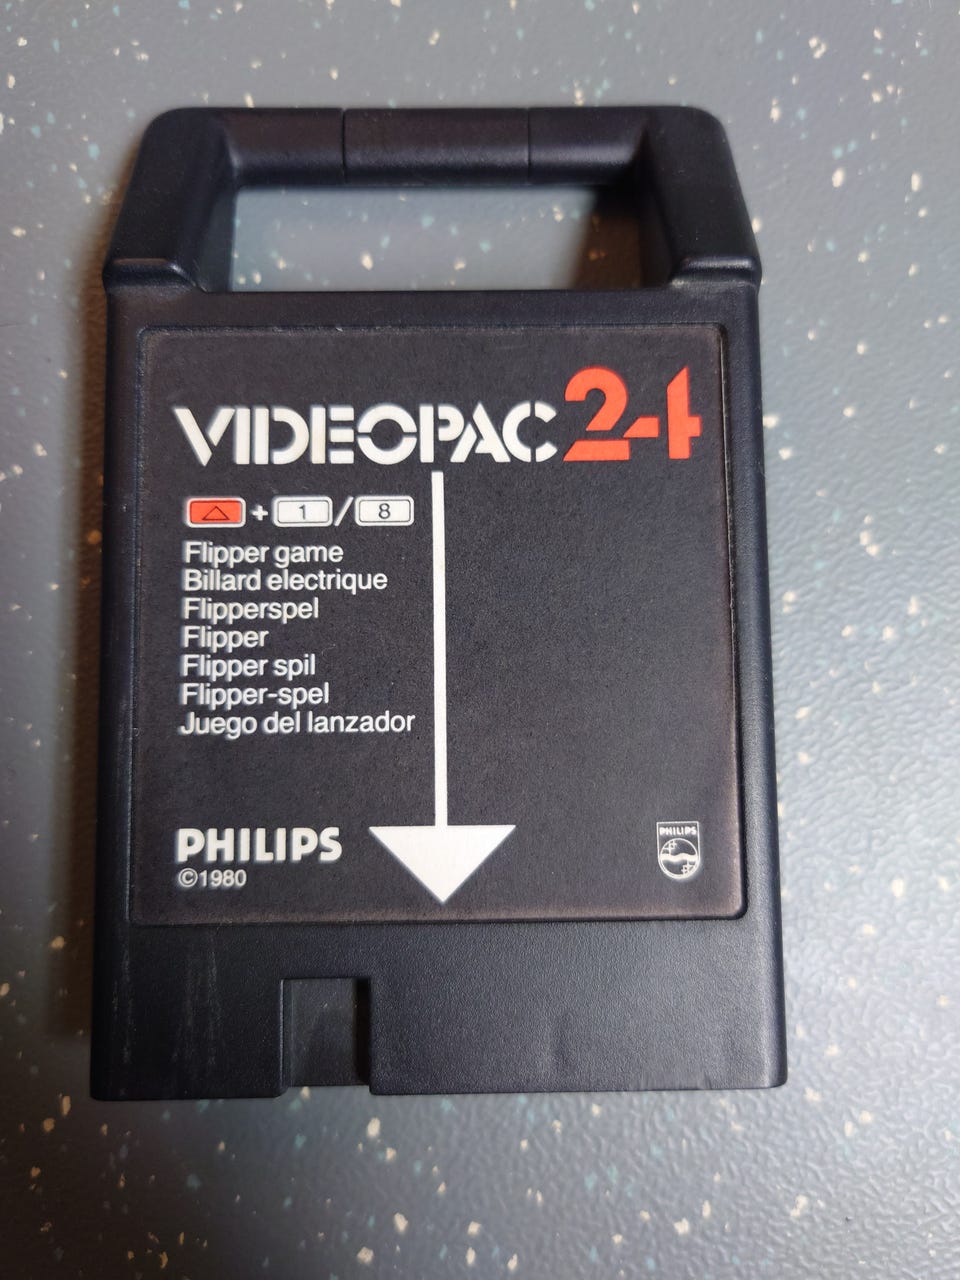 VIDEOPAC 24
△ + 1 / 8
Flipper game
Billard electrique
Flipperspel
Flipper
Flipper spil
Flipper-spel
Juego del lanzador
PHILIPS
©1980
PHILIPS